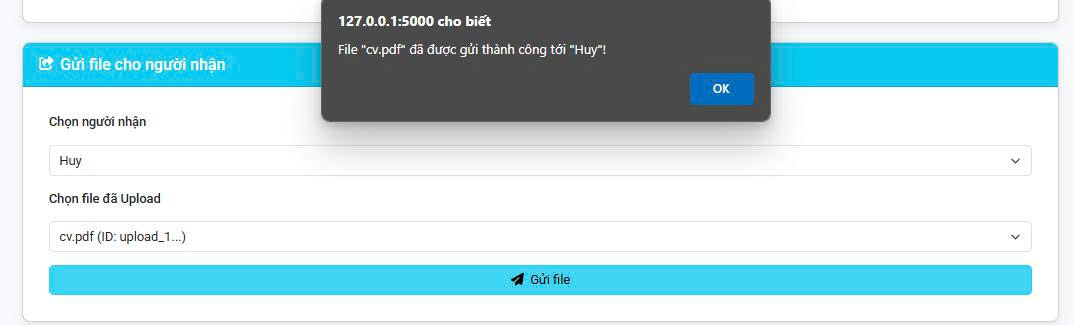 127.0.0.1:5000 cho biết
File "cv.pdf" đã được gửi thành công tới "Huy"!
OK
Gửi file cho người nhận
Chọn người nhận
Huy
Chọn file đã Upload
cv.pdf (ID: upload_1...)
Gửi file